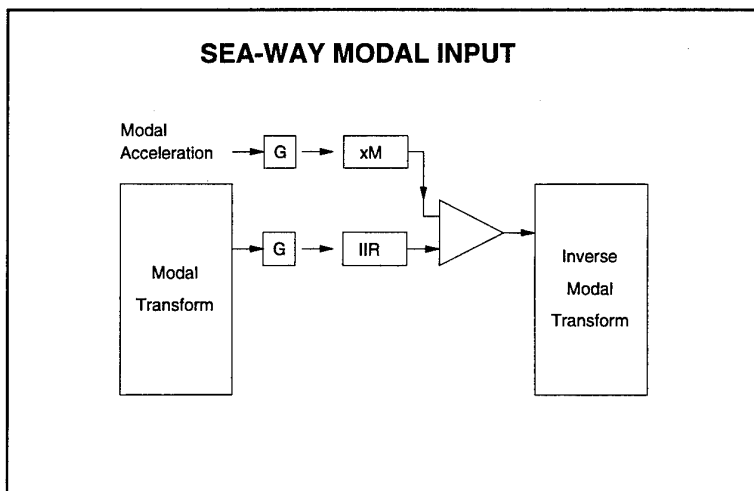 SEA-WAY MODAL INPUT
Modal
Acceleration
G
xM
G
IIR
Modal
Transform
Inverse
Modal
Transform